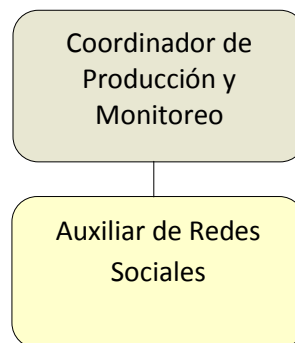 Coordinador de
Producción y
Monitoreo
Auxiliar de Redes
Sociales